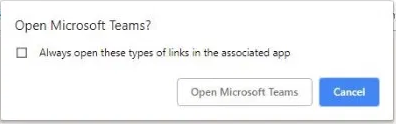 Open Microsoft Teams?
Always open these types of links in the associated app
Open Microsoft Teams Cancel